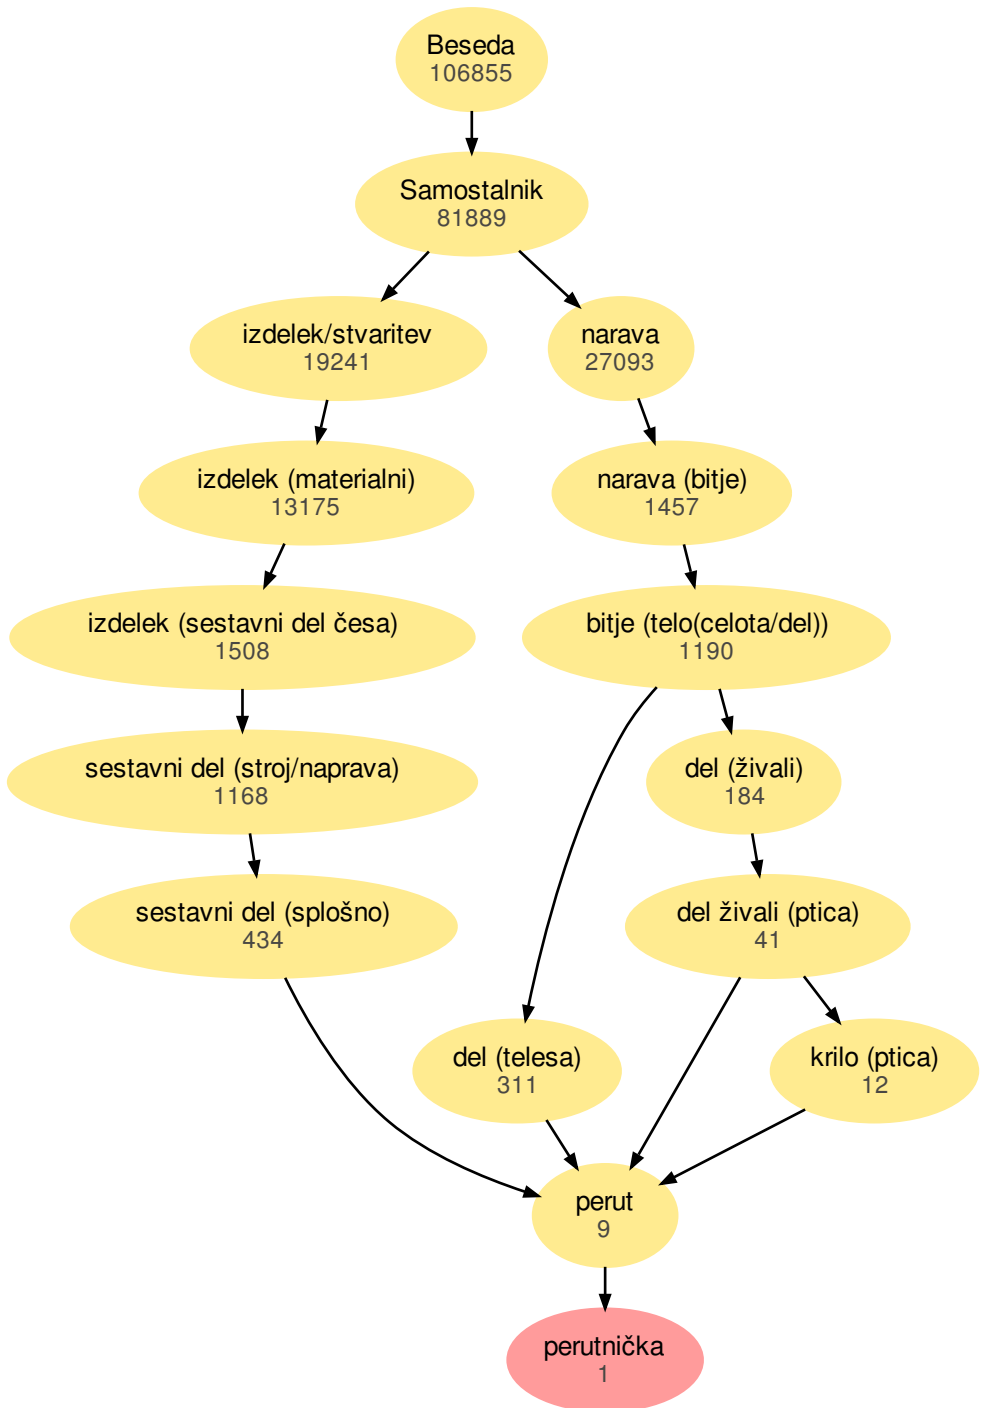 Beseda
106855
Samostalnik
81889
izdelek/stvaritev
19241
narava
27093
izdelek (materialni)
13175
narava (bitje)
1457
izdelek (sestavni del česa)
1508
bitje (telo(celota/del))
1190
sestavni del (stroj/naprava)
1168
del (živali)
184
sestavni del (splošno)
434
del živali (ptica)
41
del (telesa)
311
krilo (ptica)
12
perut
9
perutnička
1